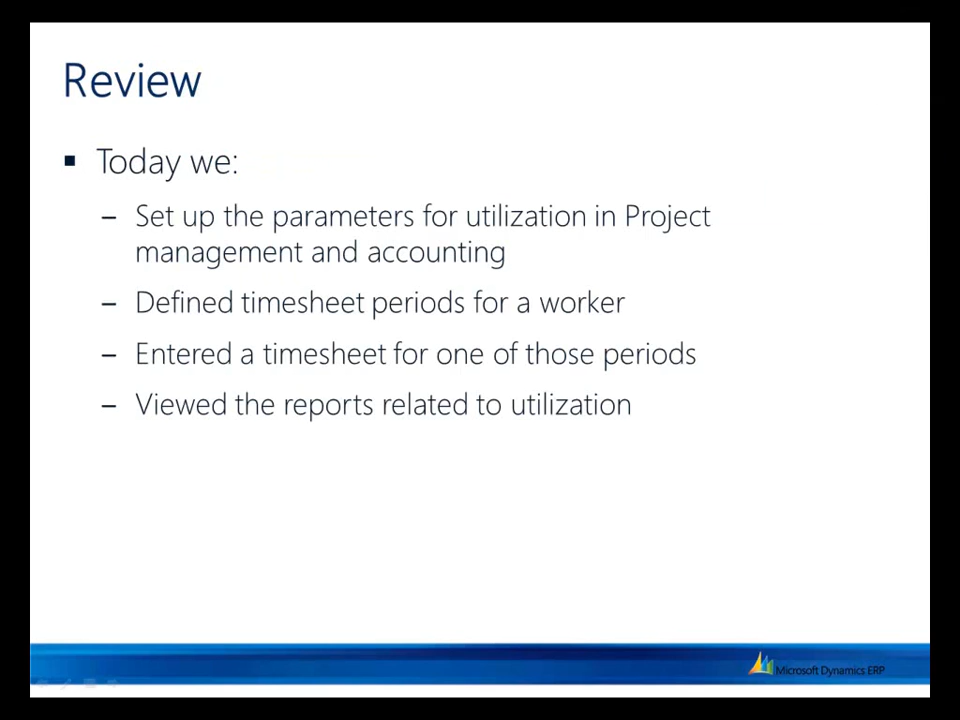 Review
▪ Today we:
– Set up the parameters for utilization in Project
management and accounting
– Defined timesheet periods for a worker
– Entered a timesheet for one of those periods
– Viewed the reports related to utilization
Microsoft Dynamics ERP